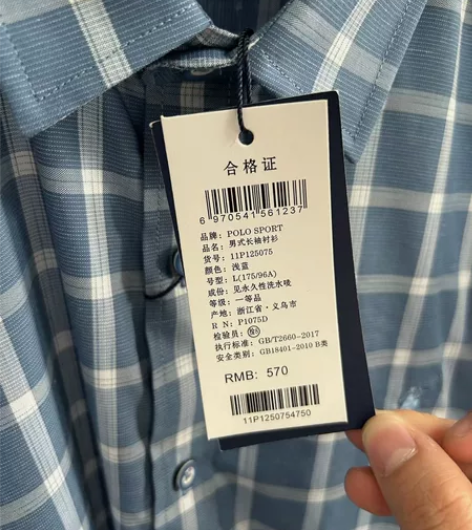 合格证
6 970541 561237
品牌：POLO SPORT
品名：男式长袖衬衫
货号：11P125075
颜色：浅蓝
号型：L(175/96A)
成份：见永久性洗水唛
等级：一等品
产地：浙江省·义乌市
R N：P1075D
检验员：
执行标准：GB/T2660-2017
安全类别：GB18401-2010 B类
RMB: 570
11P1250754750